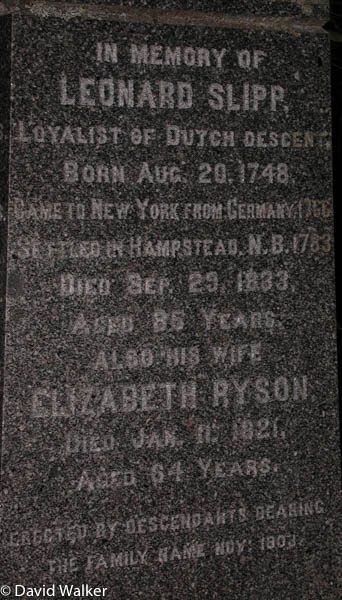 IN MEMORY OF
LEONARD SLIPP.
LOYALIST OF DUTCH DESCENT.
BORN AUG. 20, 1748.
CAME TO NEW YORK FROM GERMANY,
SETTLED IN HAMPSTEAD, N.B. 1783
DIED SEP. 29, 1833,
AGED 85 YEARS.
ALSO HIS WIFE
ELIZABETH RYSON
DIED JAN. 11, 1821,
AGED 64 YEARS.
ERECTED BY DESCENDANTS BEARING
THE FAMILY NAME NOV. 1903.
© David Walker